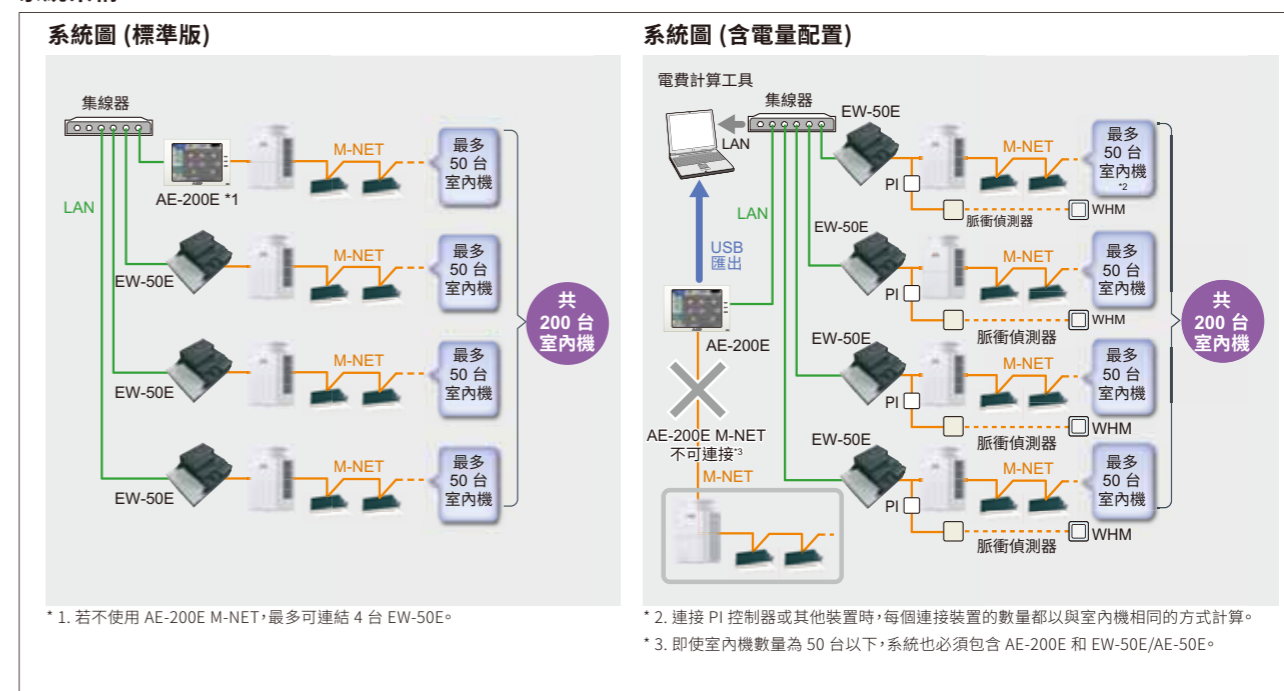 系統圖 (標準版)
集線器
LAN
AE-200E *1
M-NET
最多
50 台
室內機
EW-50E
M-NET
最多
50 台
室內機
EW-50E
M-NET
最多
50 台
室內機
EW-50E
M-NET
最多
50 台
室內機
共
200 台
室內機
* 1. 若不使用 AE-200E M-NET，最多可連結 4 台 EW-50E。
系統圖 (含電量配置)
電費計算工具
集線器
LAN
LAN
USB
匯出
AE-200E
AE-200E M-NET
不可連接*3
M-NET
EW-50E
M-NET
PI
脈衝偵測器
WHM
最多
50 台
室內機
*2
EW-50E
M-NET
PI
脈衝偵測器
WHM
最多
50 台
室內機
EW-50E
M-NET
PI
脈衝偵測器
WHM
最多
50 台
室內機
EW-50E
M-NET
PI
脈衝偵測器
WHM
最多
50 台
室內機
共
200 台
室內機
* 2. 連接 PI 控制器或其他裝置時，每個連接裝置的數量都以與室內機相同的方式計算。
* 3. 即使室內機數量為 50 台以下，系統也必須包含 AE-200E 和 EW-50E/AE-50E。